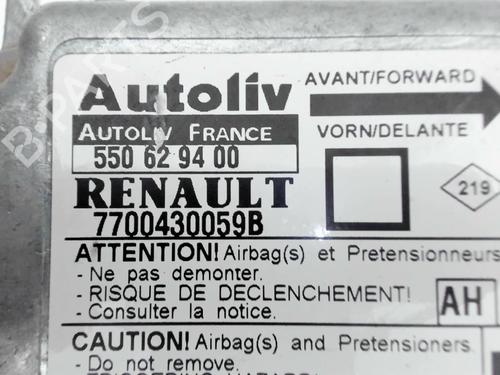 Autoliv
AUTOLIV FRANCE
550 62 94 00
RENAULT
7700430059B
AVANT/FORWARD
VORN/DELANTE
219
ATTENTION! Airbag(s) et Pretensionneurs
- Ne pas demonter.
- RISQUE DE DECLENCHEMENT!
- Consulter la notice.
AH
CAUTION! Airbag(s) and Pretensioners
- Do not remove.
B-PARTS